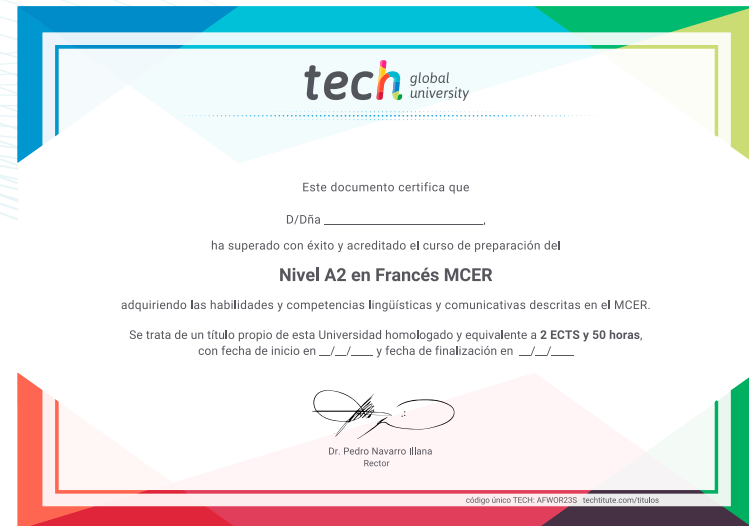 tech global
university
Este documento certifica que
D/Dña ______________________,
ha superado con éxito y acreditado el curso de preparación del
Nivel A2 en Francés MCER
adquiriendo las habilidades y competencias lingüísticas y comunicativas descritas en el MCER.
Se trata de un título propio de esta Universidad homologado y equivalente a 2 ECTS y 50 horas,
con fecha de inicio en __/__/____ y fecha de finalización en __/__/____
Dr. Pedro Navarro Illana
Rector
código único TECH: AFWOR23S techtitute.com/titulos